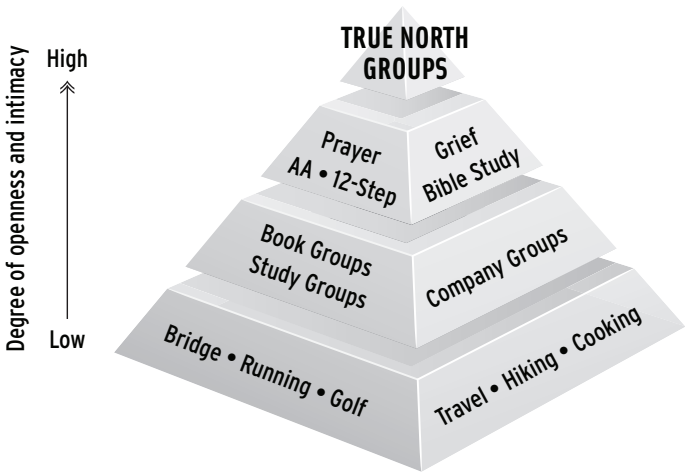 Degree of openness and intimacy
High
Low
TRUE NORTH
GROUPS
Prayer
AA • 12-Step
Grief
Bible Study
Book Groups
Study Groups
Company Groups
Bridge • Running • Golf
Travel • Hiking • Cooking